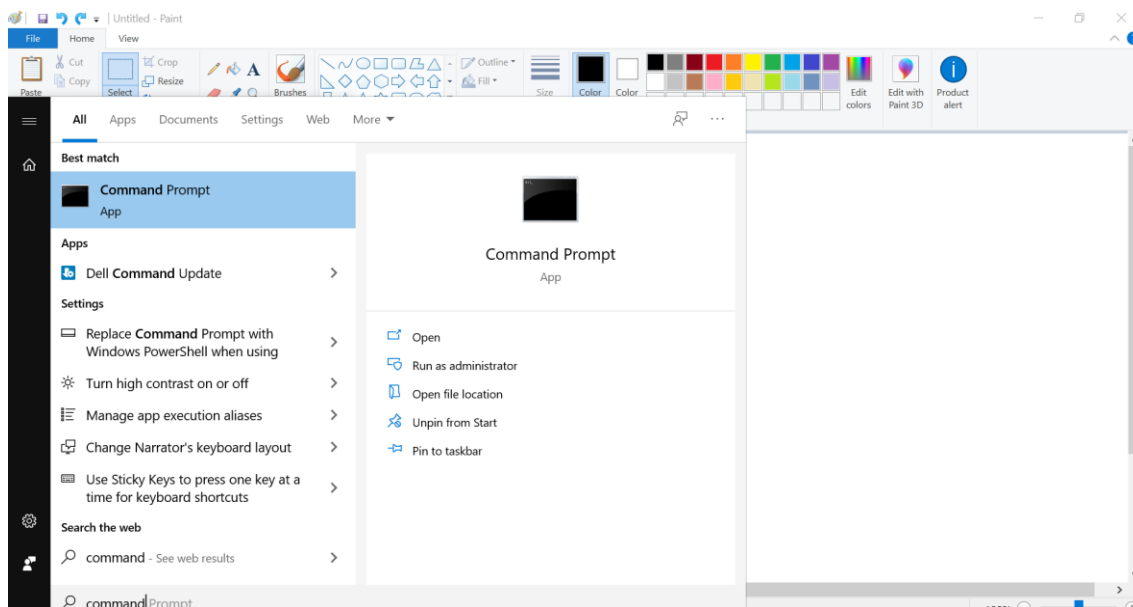 Untitled - Paint
File Home View
Cut
Copy
Paste
Crop
Resize
Select
A
Brushes
Outline
Fill
Size
Color
Color
Edit colors
Edit with Paint 3D
Product alert
All Apps Documents Settings Web More
Best match
Command Prompt
App
Apps
Dell Command Update
Settings
Replace Command Prompt with
Windows PowerShell when using
Turn high contrast on or off
Manage app execution aliases
Change Narrator's keyboard layout
Use Sticky Keys to press one key at a
time for keyboard shortcuts
Search the web
command - See web results
command Prompt
Command Prompt
App
Open
Run as administrator
Open file location
Unpin from Start
Pin to taskbar